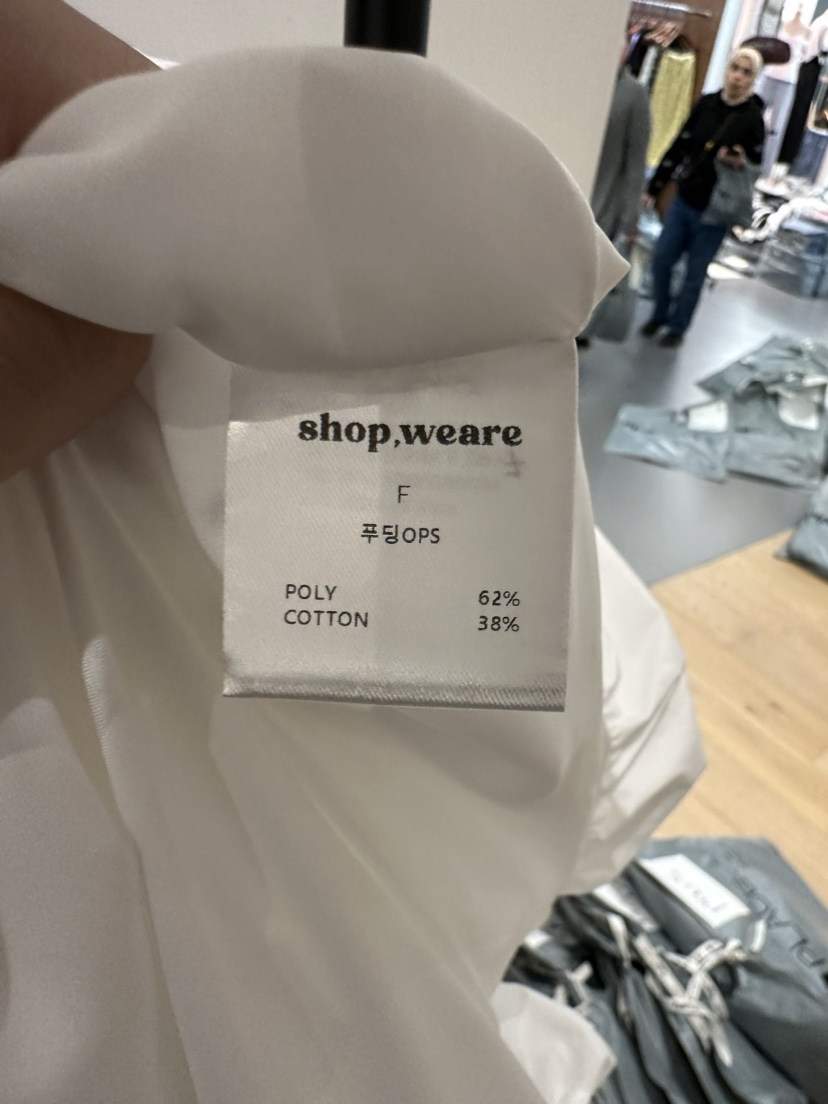 shop,weare
F
푸딩OPS
POLY 62%
COTTON 38%